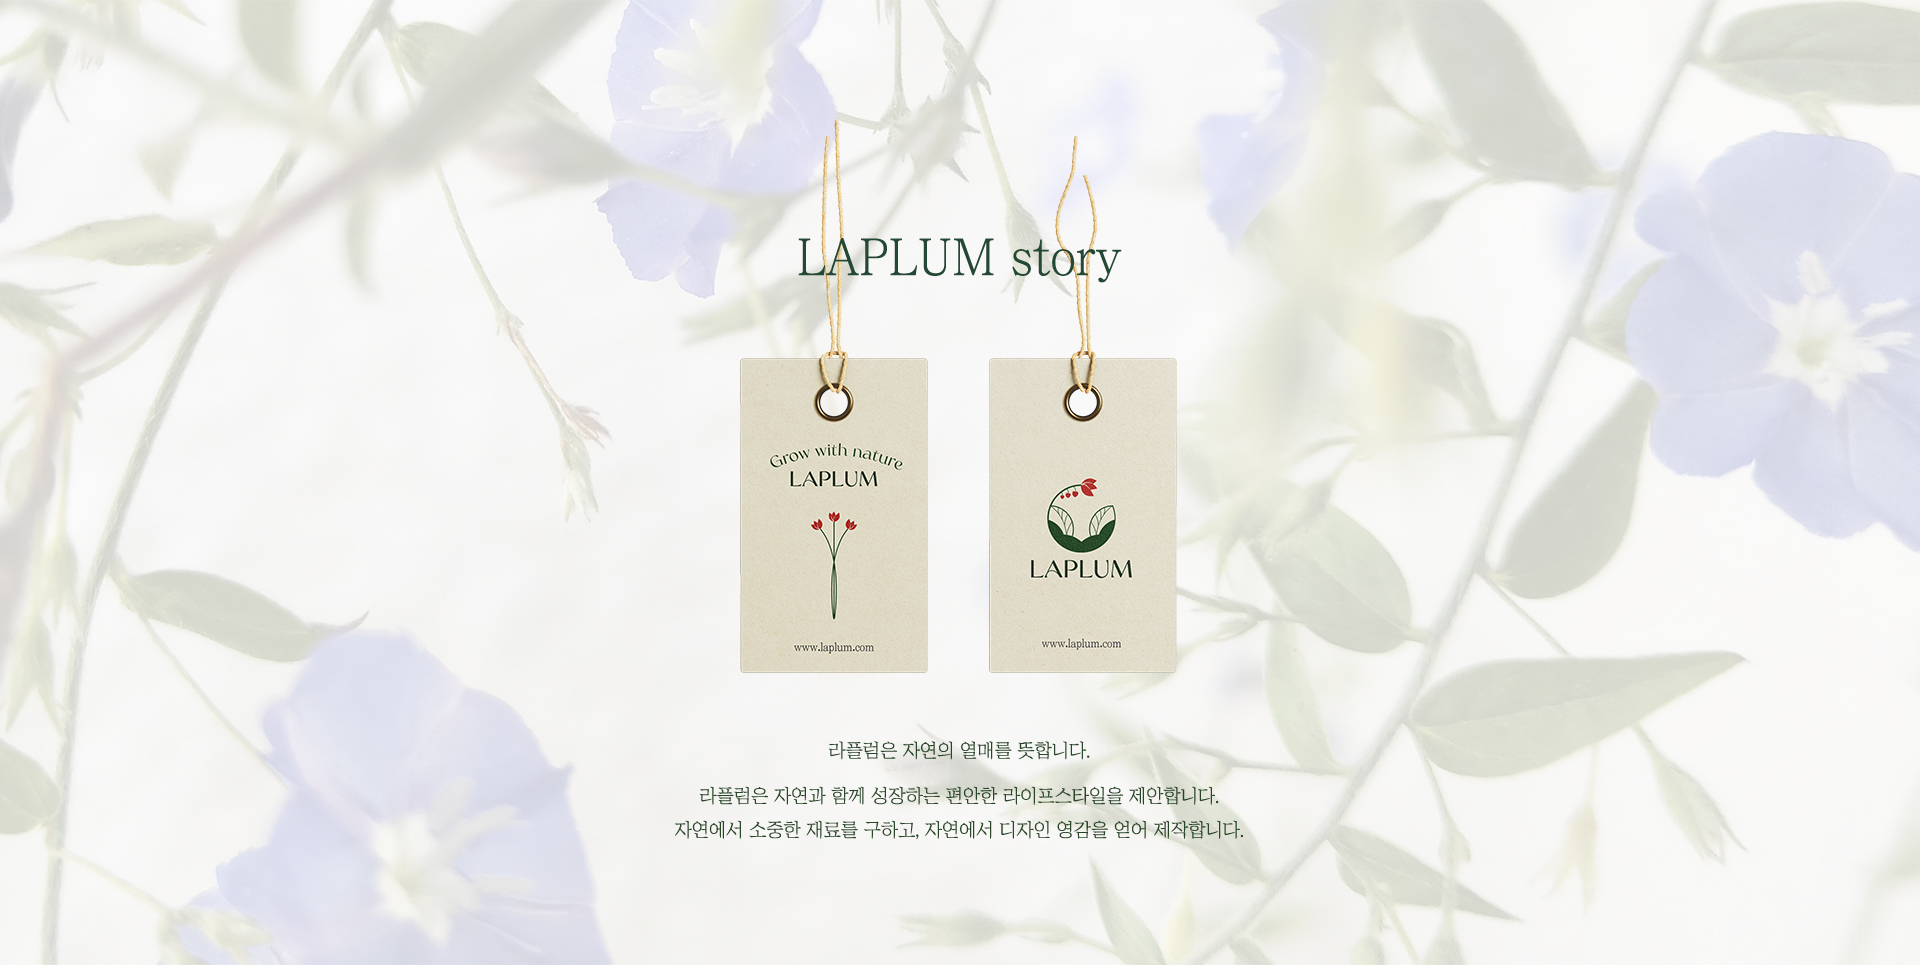 LAPLUM story
Grow with nature
LAPLUM
www.laplum.com
LAPLUM
www.laplum.com
라플럼은 자연의 열매를 뜻합니다.
라플럼은 자연과 함께 성장하는 편안한 라이프스타일을 제안합니다.
자연에서 소중한 재료를 구하고, 자연에서 디자인 영감을 얻어 제작합니다.